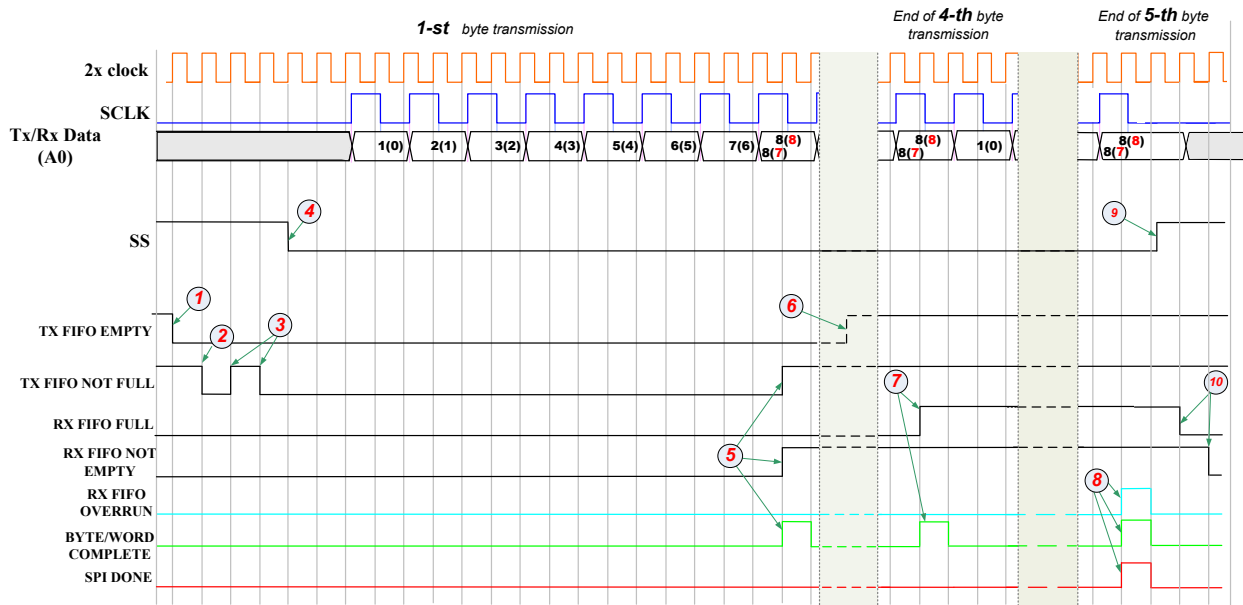 1-st byte transmission
End of 4-th byte
transmission
End of 5-th byte
transmission
2x clock
SCLK
Tx/Rx Data
(A0)
1(0)
2(1)
3(2)
4(3)
5(4)
6(5)
7(6)
8(8)
8(7)
8(8)
8(7)
1(0)
8(8)
8(7)
SS
4
9
1
2
3
6
TX FIFO EMPTY
TX FIFO NOT FULL
7
10
RX FIFO FULL
5
RX FIFO NOT
EMPTY
8
RX FIFO
OVERRUN
BYTE/WORD
COMPLETE
SPI DONE